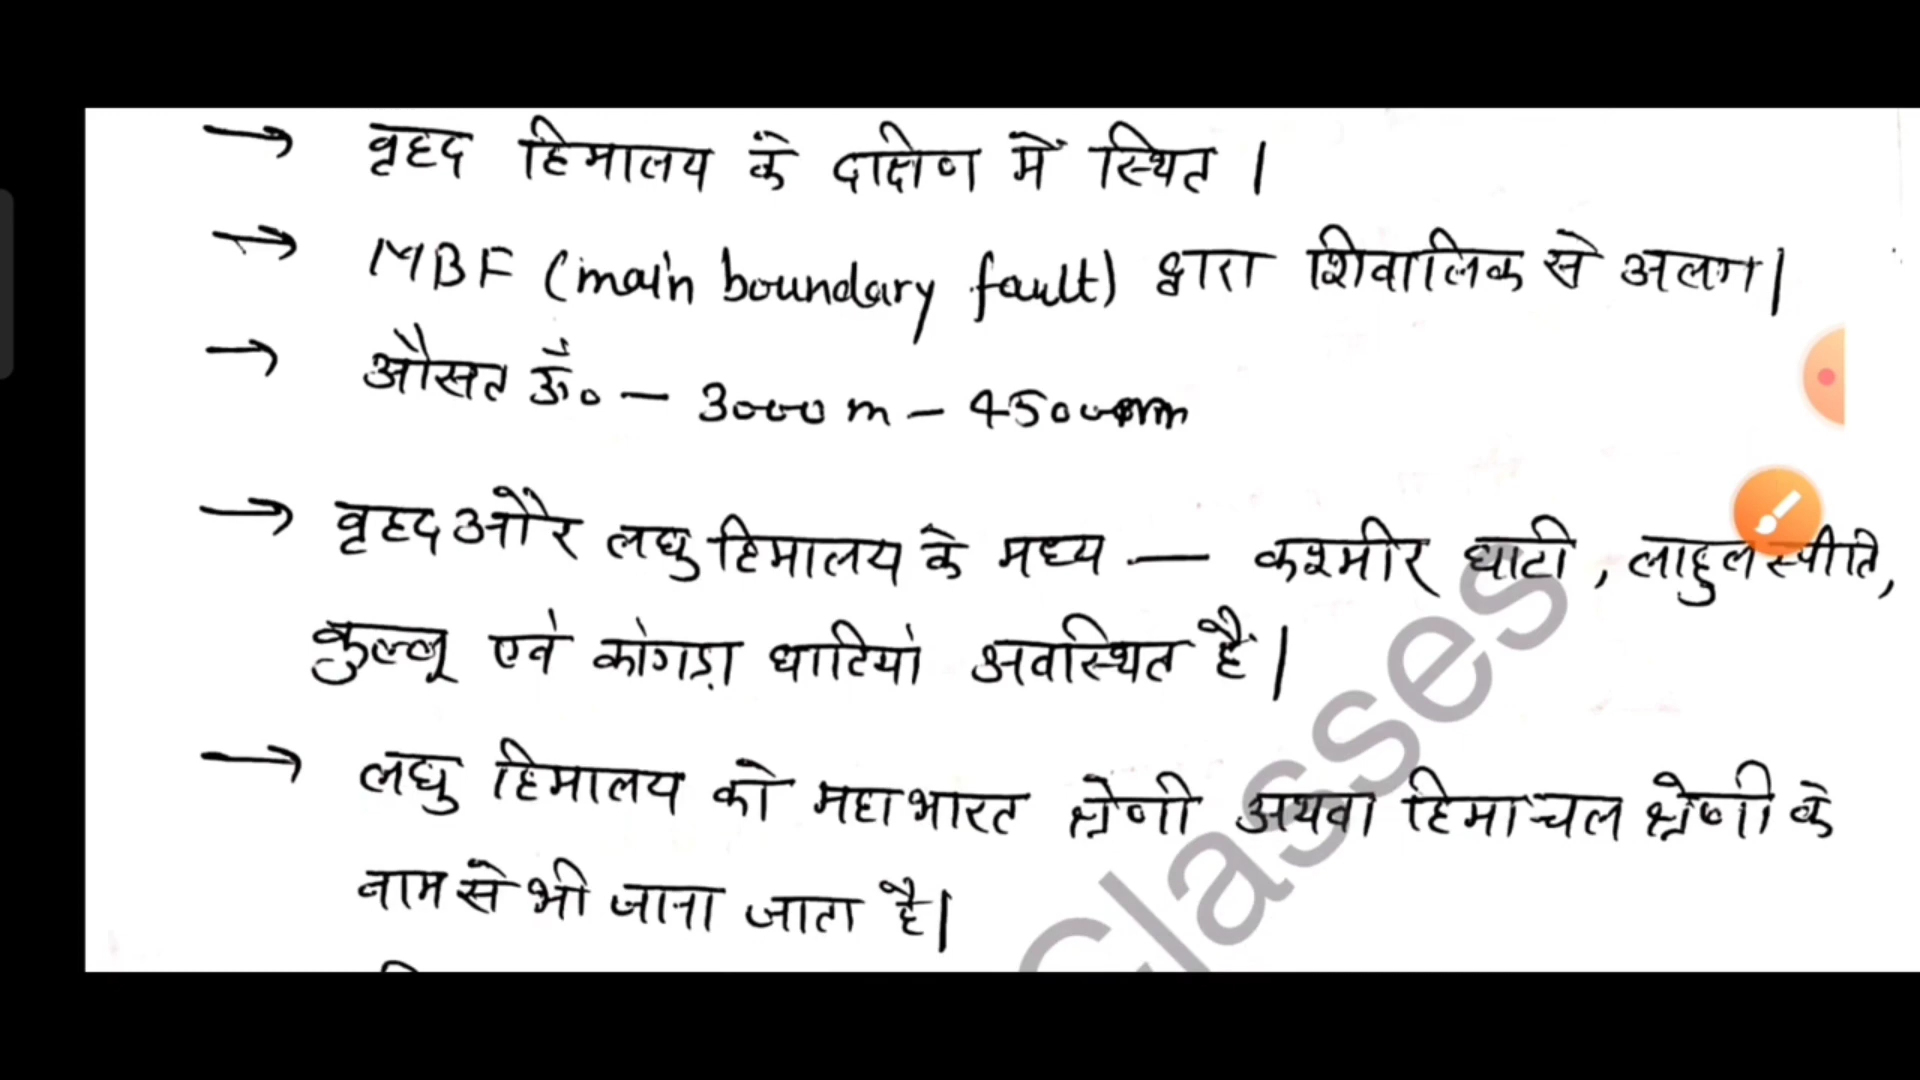 → वृहद हिमालय के दक्षिण में स्थित ।
→ MBF (main boundary fault) द्वारा शिवालिक से अलग।
→ औसत ऊँ० – 3000 m – 4500 m
→ वृहद और लघु हिमालय के मध्य — कश्मीर घाटी, लाहुल स्पीति,
कुल्लू एवं कांगड़ा घाटियां अवस्थित है।
→ लघु हिमालय को महाभारत श्रेणी अथवा हिमाचल श्रेणी के
नाम से भी जाना जाता है।
Classes